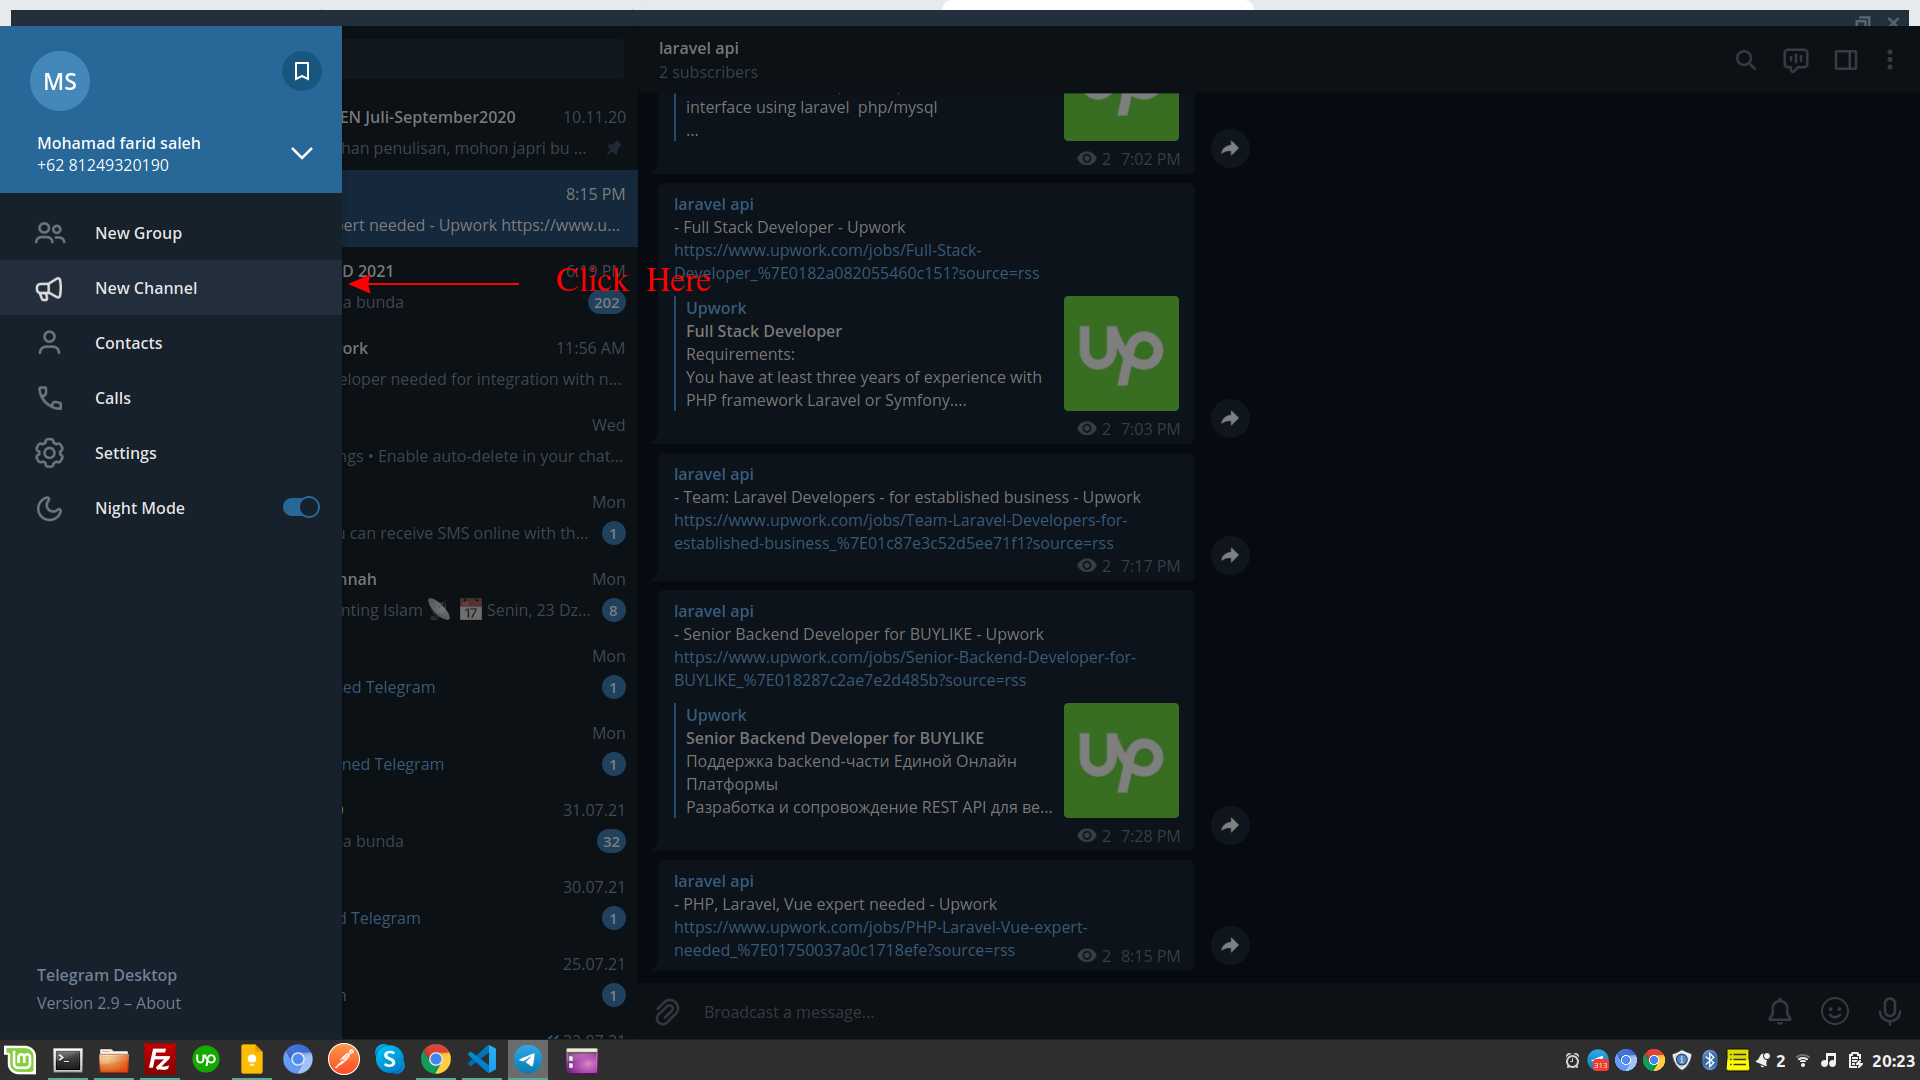 MS
Mohamad farid saleh
+62 81249320190
New Group
New Channel
Contacts
Calls
Settings
Night Mode
Telegram Desktop
Version 2.9 – About
EN Juli-September2020 10.11.20
han penulisan, mohon japri bu ...
8:15 PM
ert needed - Upwork https://www.u...
D 2021 6:19 PM
a bunda 202
Click Here
ork 11:56 AM
eloper needed for integration with n...
Wed
ngs • Enable auto-delete in your chat...
Mon
u can receive SMS online with th... 1
nnah Mon
nting Islam 17 Senin, 23 Dz... 8
Mon
ed Telegram 1
Mon
ned Telegram 1
31.07.21
a bunda 32
30.07.21
d Telegram 1
25.07.21
1
laravel api
2 subscribers
interface using laravel php/mysql
...
2 7:02 PM
laravel api
- Full Stack Developer - Upwork
https://www.upwork.com/jobs/Full-Stack-
Developer_%7E0182a082055460c151?source=rss
Upwork
Full Stack Developer
Requirements:
You have at least three years of experience with
PHP framework Laravel or Symfony....
up
2 7:03 PM
laravel api
- Team: Laravel Developers - for established business - Upwork
https://www.upwork.com/jobs/Team-Laravel-Developers-for-
established-business_%7E01c87e3c52d5ee71f1?source=rss
2 7:17 PM
laravel api
- Senior Backend Developer for BUYLIKE - Upwork
https://www.upwork.com/jobs/Senior-Backend-Developer-for-
BUYLIKE_%7E018287c2ae7e2d485b?source=rss
Upwork
Senior Backend Developer for BUYLIKE
Поддержка backend-части Единой Онлайн
Платформы
Разработка и сопровождение REST API для ве...
up
2 7:28 PM
laravel api
- PHP, Laravel, Vue expert needed - Upwork
https://www.upwork.com/jobs/PHP-Laravel-Vue-expert-
needed_%7E01750037a0c1718efe?source=rss
2 8:15 PM
Broadcast a message...
Fz up S 313 2 20:23